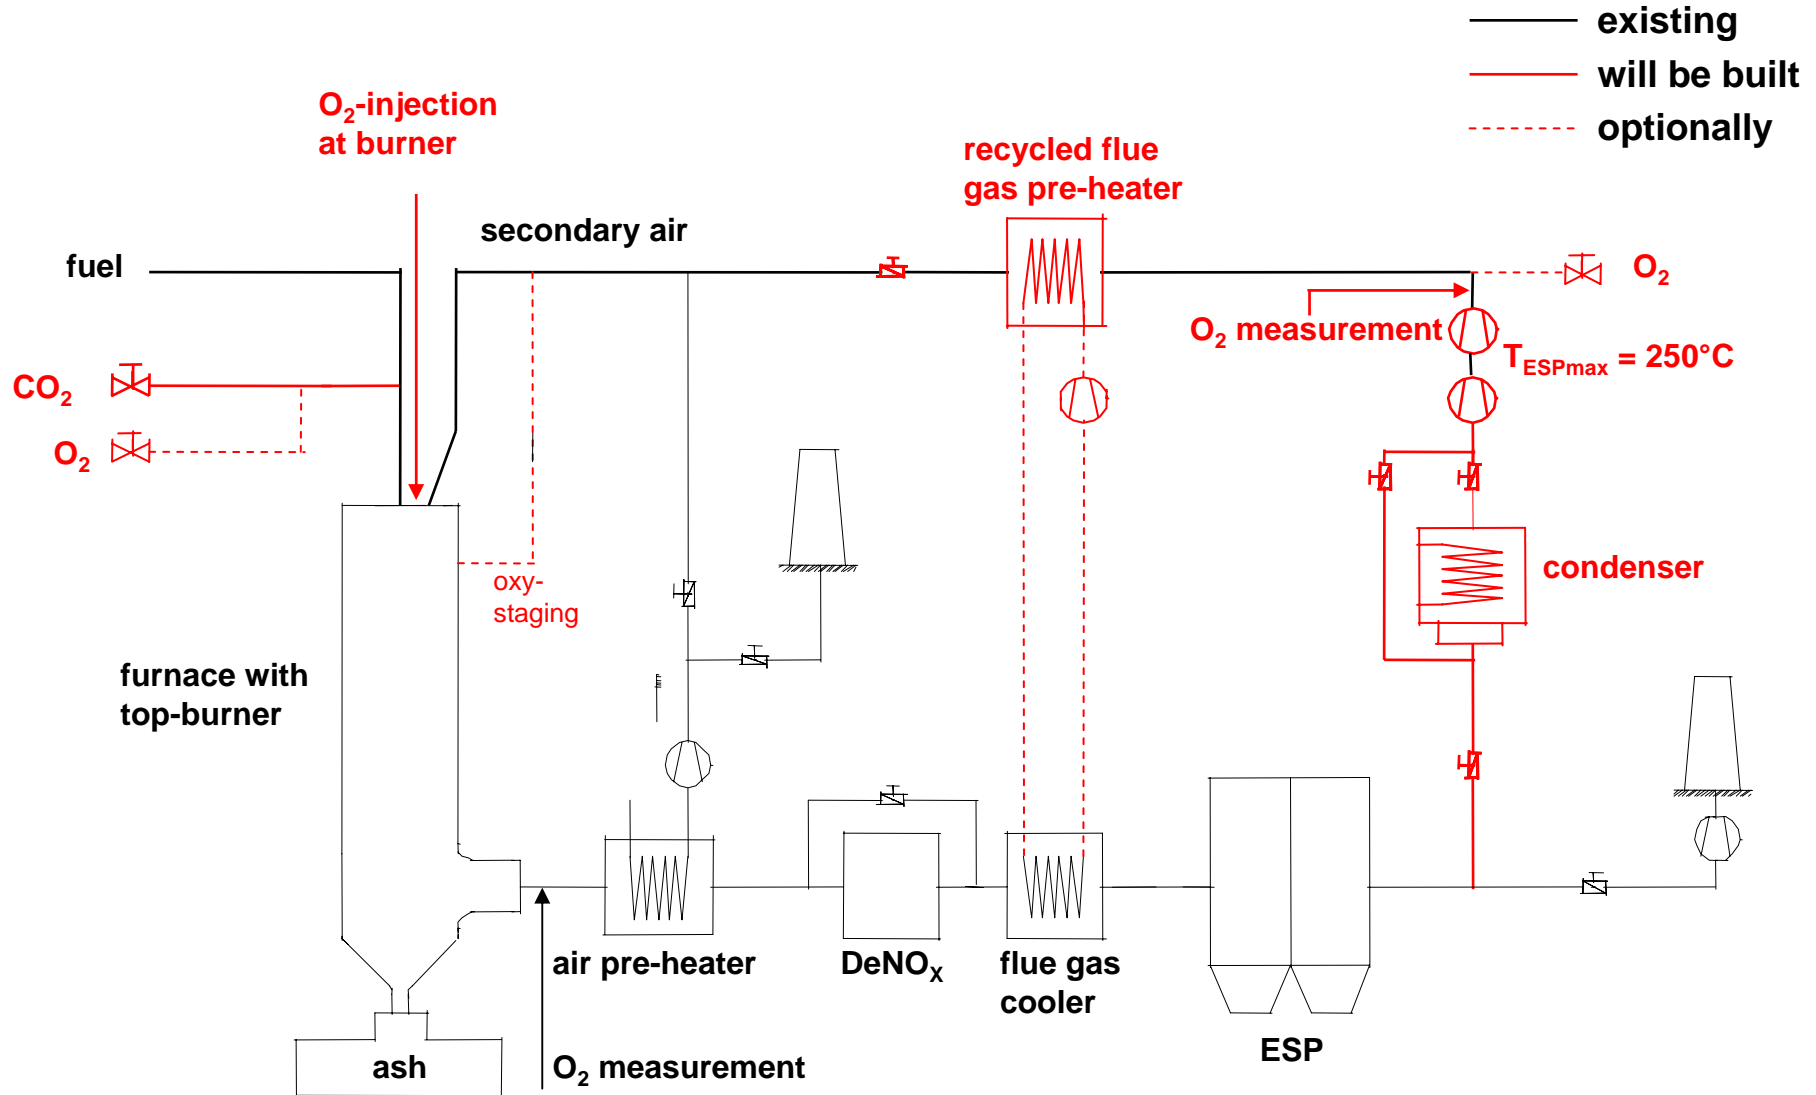 existing
will be built
optionally
O₂-injection
at burner
recycled flue
gas pre-heater
secondary air
fuel
O₂
O₂ measurement
T_ESPmax = 250°C
CO₂
O₂
condenser
oxy-
staging
furnace with
top-burner
air pre-heater
DeNO_X
flue gas
cooler
ESP
ash
O₂ measurement